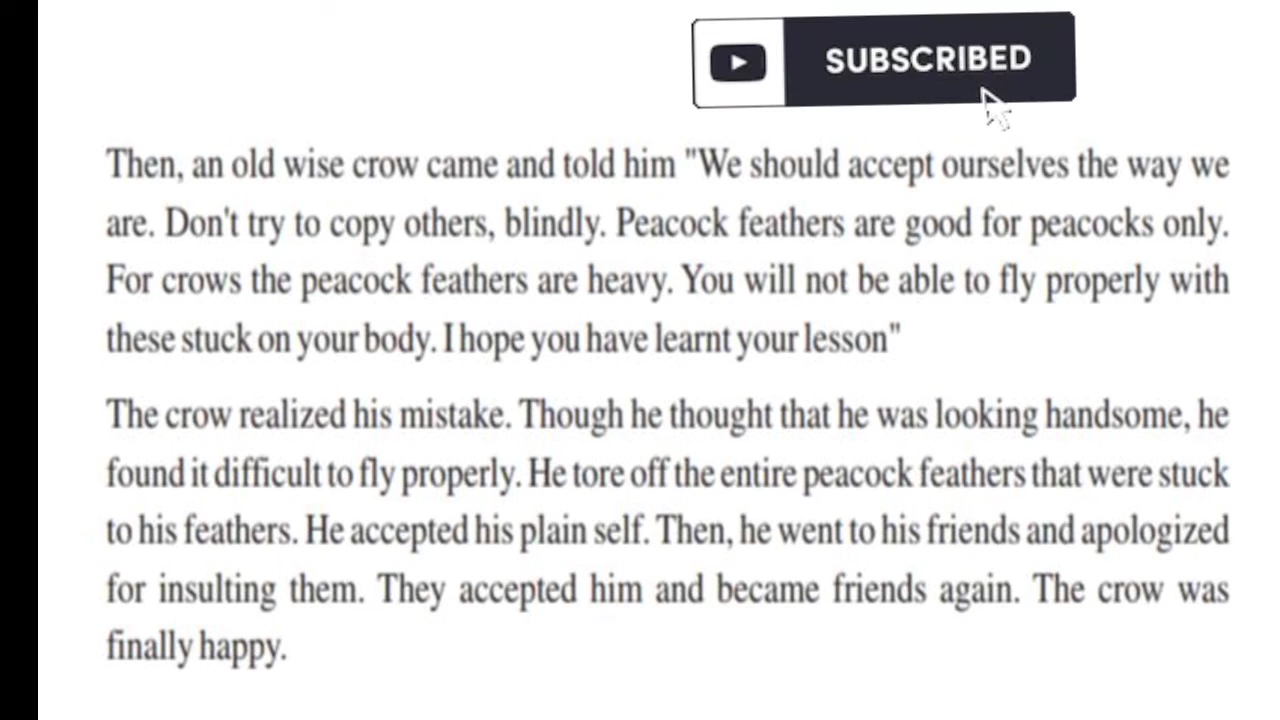 SUBSCRIBED
Then, an old wise crow came and told him "We should accept ourselves the way we
are. Don't try to copy others, blindly. Peacock feathers are good for peacocks only.
For crows the peacock feathers are heavy. You will not be able to fly properly with
these stuck on your body. I hope you have learnt your lesson"
The crow realized his mistake. Though he thought that he was looking handsome, he
found it difficult to fly properly. He tore off the entire peacock feathers that were stuck
to his feathers. He accepted his plain self. Then, he went to his friends and apologized
for insulting them. They accepted him and became friends again. The crow was
finally happy.